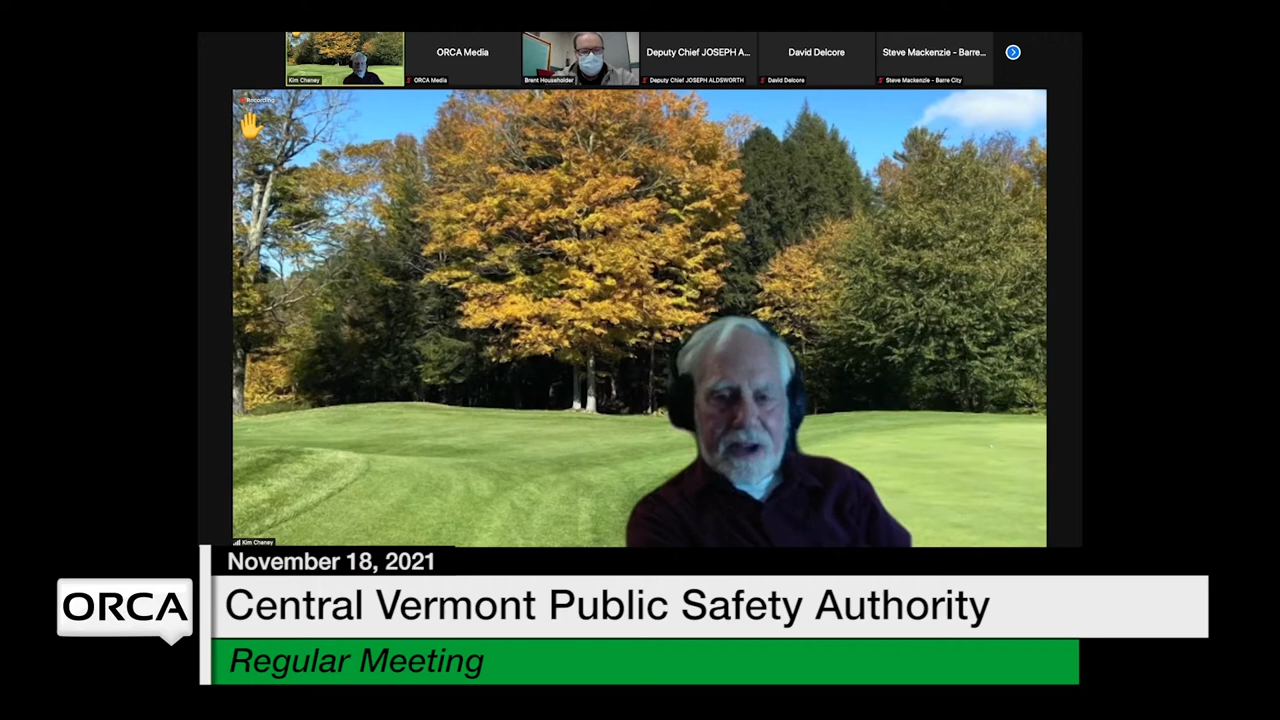 ORCA Media
Deputy Chief JOSEPH A...
David Delcore
Steve Mackenzie - Barre...
Kim Cheney
ORCA Media
Brent Householder
Deputy Chief JOSEPH ALDSWORTH
David Delcore
Steve Mackenzie - Barre City
Recording
Kim Cheney
November 18, 2021
ORCA
Central Vermont Public Safety Authority
Regular Meeting